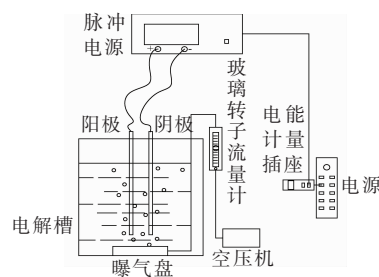 脉冲
电源
+
-
玻璃转子流量计
阳极
阴极
电能
计量
插座
电源
电解槽
空压机
曝气盘